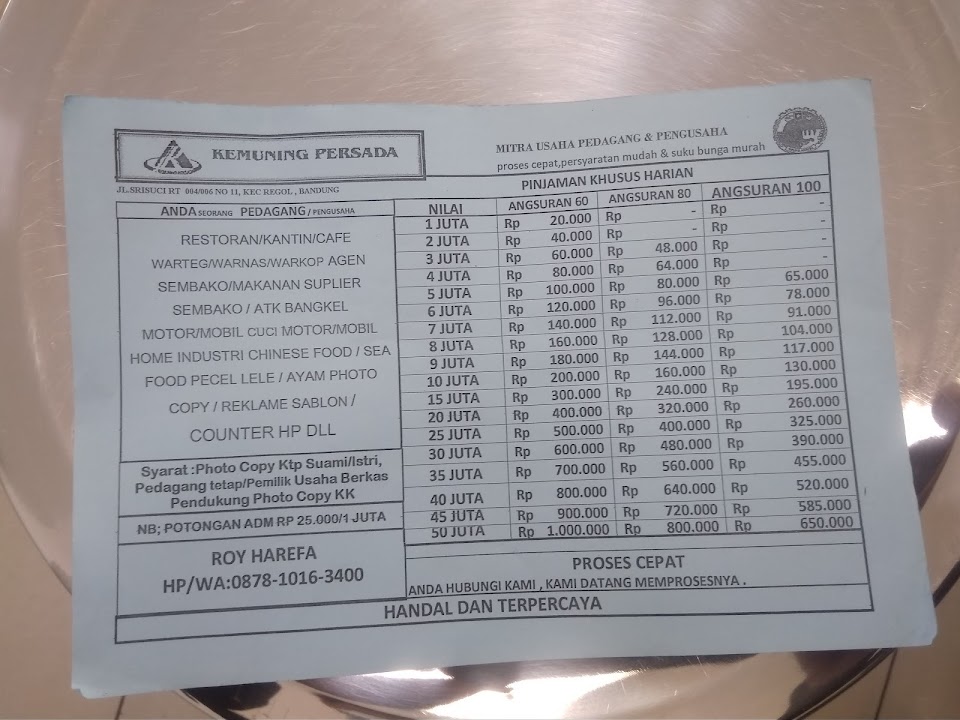 KEMUNING PERSADA
JL.SRISUCI RT 004/006 NO 11, KEC REGOL , BANDUNG
MITRA USAHA PEDAGANG & PENGUSAHA
proses cepat,persyaratan mudah & suku bunga murah
ANDA SEORANG PEDAGANG / PENGUSAHA
RESTORAN/KANTIN/CAFE
WARTEG/WARNAS/WARKOP AGEN
SEMBAKO/MAKANAN SUPLIER
SEMBAKO / ATK BANGKEL
MOTOR/MOBIL CUCI MOTOR/MOBIL
HOME INDUSTRI CHINESE FOOD / SEA
FOOD PECEL LELE / AYAM PHOTO
COPY / REKLAME SABLON /
COUNTER HP DLL
Syarat :Photo Copy Ktp Suami/Istri,
Pedagang tetap/Pemilik Usaha Berkas
Pendukung Photo Copy KK
NB; POTONGAN ADM RP 25.000/1 JUTA
ROY HAREFA
HP/WA:0878-1016-3400
PINJAMAN KHUSUS HARIAN
NILAI ANGSURAN 60 ANGSURAN 80 ANGSURAN 100
1 JUTA Rp 20.000 Rp - Rp -
2 JUTA Rp 40.000 Rp - Rp -
3 JUTA Rp 60.000 Rp 48.000 Rp -
4 JUTA Rp 80.000 Rp 64.000 Rp -
5 JUTA Rp 100.000 Rp 80.000 Rp 65.000
6 JUTA Rp 120.000 Rp 96.000 Rp 78.000
7 JUTA Rp 140.000 Rp 112.000 Rp 91.000
8 JUTA Rp 160.000 Rp 128.000 Rp 104.000
9 JUTA Rp 180.000 Rp 144.000 Rp 117.000
10 JUTA Rp 200.000 Rp 160.000 Rp 130.000
15 JUTA Rp 300.000 Rp 240.000 Rp 195.000
20 JUTA Rp 400.000 Rp 320.000 Rp 260.000
25 JUTA Rp 500.000 Rp 400.000 Rp 325.000
30 JUTA Rp 600.000 Rp 480.000 Rp 390.000
35 JUTA Rp 700.000 Rp 560.000 Rp 455.000
40 JUTA Rp 800.000 Rp 640.000 Rp 520.000
45 JUTA Rp 900.000 Rp 720.000 Rp 585.000
50 JUTA Rp 1.000.000 Rp 800.000 Rp 650.000
PROSES CEPAT
ANDA HUBUNGI KAMI , KAMI DATANG MEMPROSESNYA .
HANDAL DAN TERPERCAYA